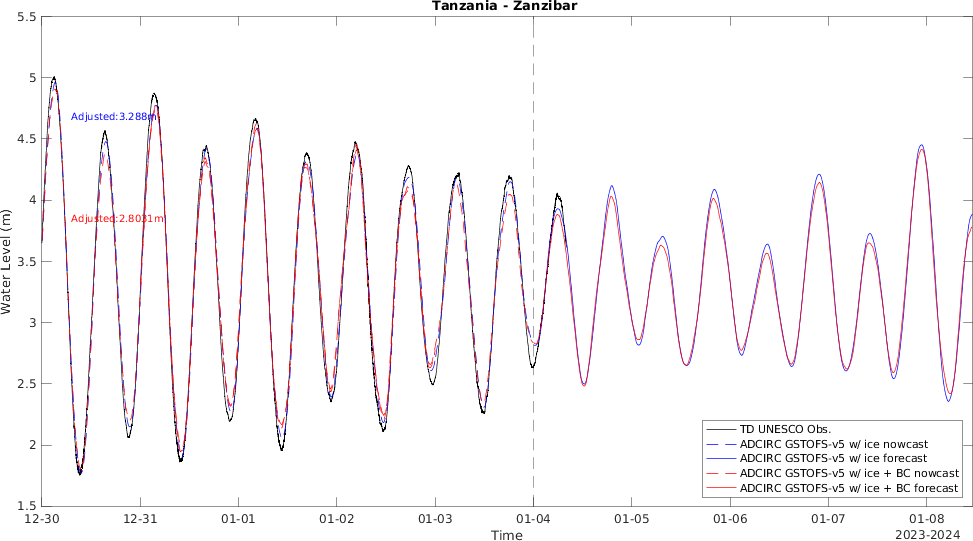 Tanzania - Zanzibar
5.5
5
4.5
4
3.5
3
2.5
2
1.5
Water Level (m)
Adjusted:3.288m
Adjusted:2.8031m
TD UNESCO Obs.
ADCIRC GSTOFS-v5 w/ ice nowcast
ADCIRC GSTOFS-v5 w/ ice forecast
ADCIRC GSTOFS-v5 w/ ice + BC nowcast
ADCIRC GSTOFS-v5 w/ ice + BC forecast
12-30 12-31 01-01 01-02 01-03 01-04 01-05 01-06 01-07 01-08
Time
2023-2024